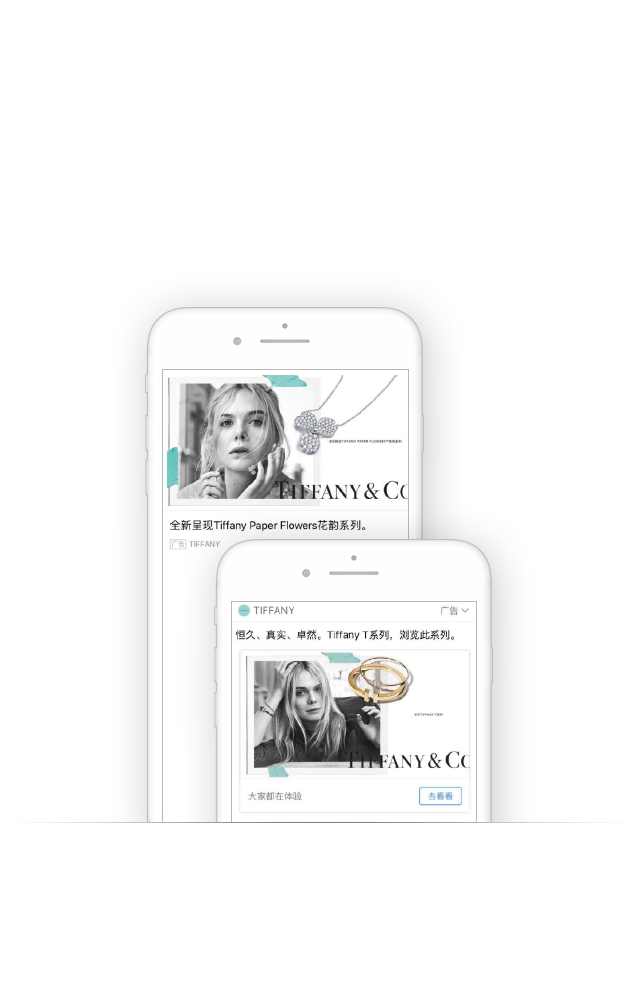 TIFFANY & CO
全新呈现Tiffany Paper Flowers花韵系列。
广告 TIFFANY
TIFFANY
广告
恒久、真实、卓然。Tiffany T系列，浏览此系列。
TIFFANY & CO
大家都在体验
去看看